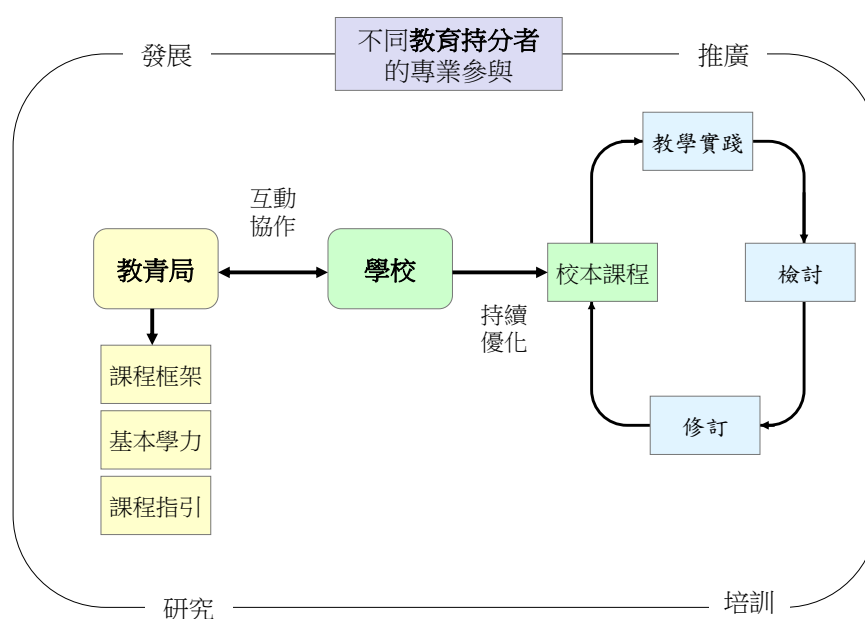 發展
不同教育持分者
的專業參與
推廣
教學實踐
互動
協作
教青局
學校
校本課程
檢討
持續
優化
課程框架
基本學力
修訂
課程指引
研究
培訓